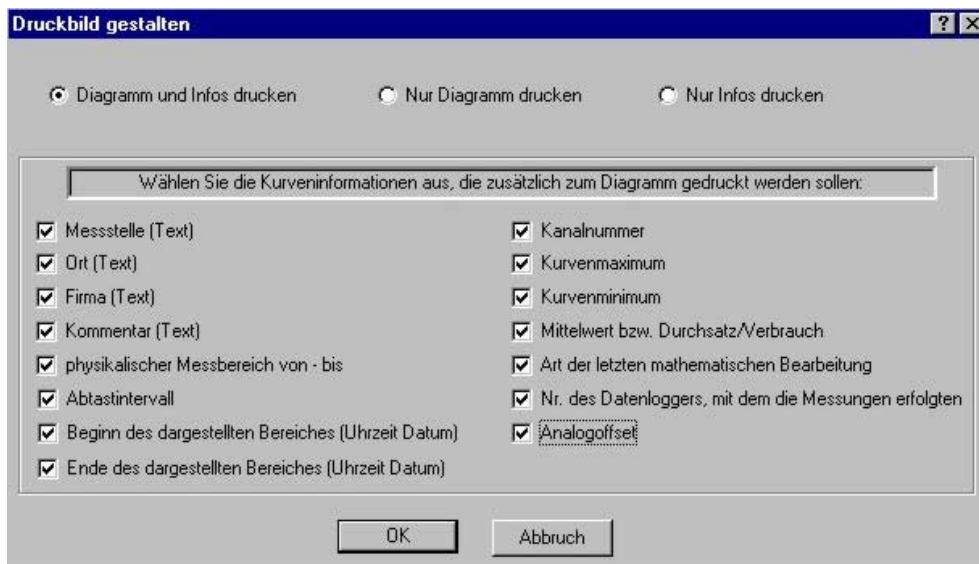 Druckbild gestalten
Diagramm und Infos drucken
Nur Diagramm drucken
Nur Infos drucken
Wählen Sie die Kurveninformationen aus, die zusätzlich zum Diagramm gedruckt werden sollen:
Messstelle (Text)
Ort (Text)
Firma (Text)
Kommentar (Text)
physikalischer Messbereich von - bis
Abtastintervall
Beginn des dargestellten Bereiches (Uhrzeit Datum)
Ende des dargestellten Bereiches (Uhrzeit Datum)
Kanalnummer
Kurvenmaximum
Kurvenminimum
Mittelwert bzw. Durchsatz/Verbrauch
Art der letzten mathematischen Bearbeitung
Nr. des Datenloggers, mit dem die Messungen erfolgten
Analogoffset
OK
Abbruch